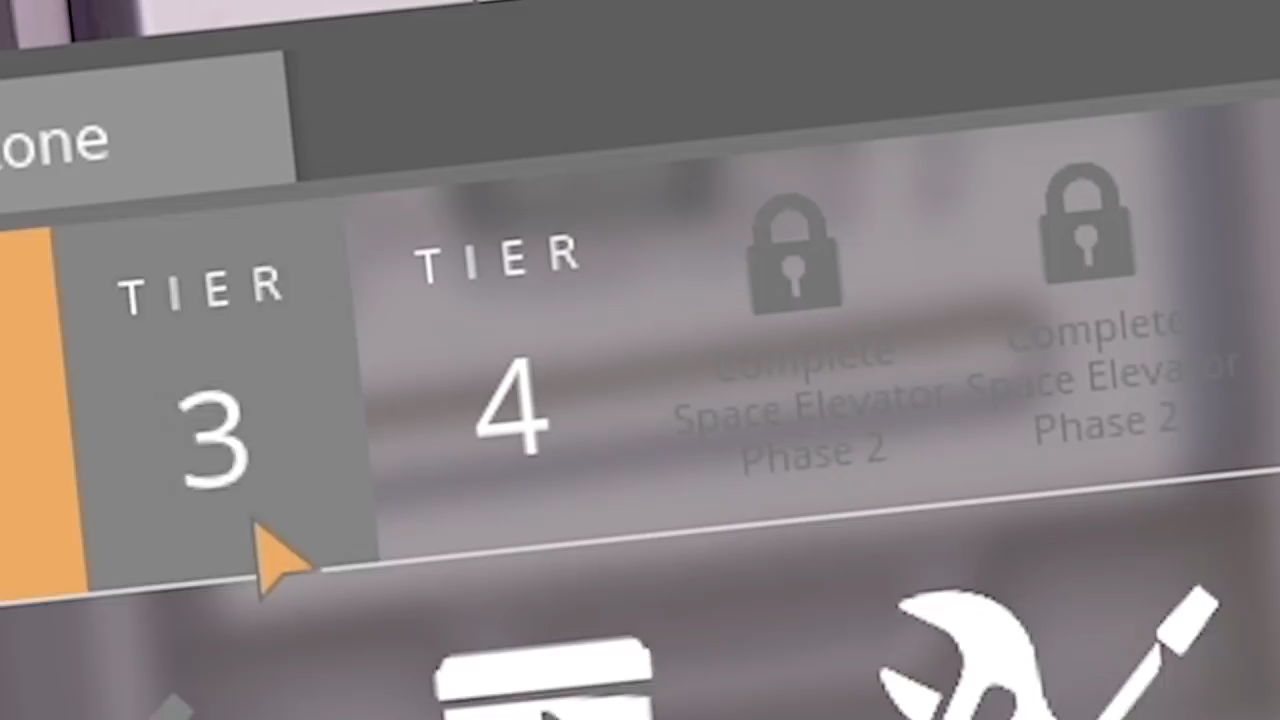 one
TIER
3
TIER
4
Complete
Space Elevator
Phase 2
Complete
Space Elevator
Phase 2